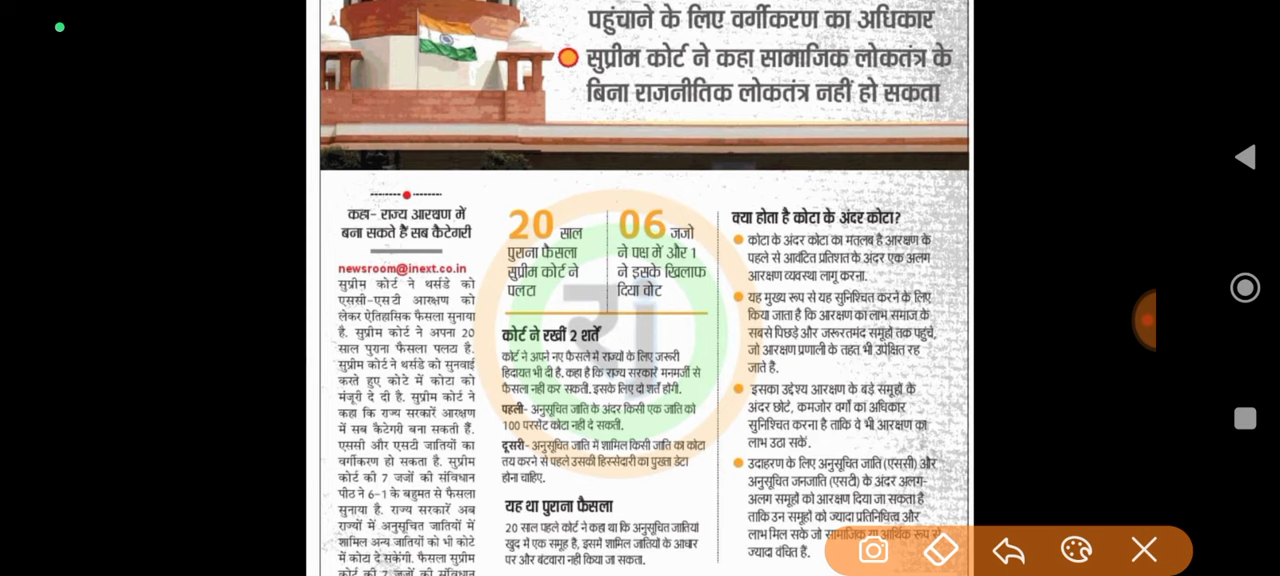 पहुंचाने के लिए वर्गीकरण का अधिकार
सुप्रीम कोर्ट ने कहा सामाजिक लोकतंत्र के
बिना राजनीतिक लोकतंत्र नहीं हो सकता
कहा- राज्य आरक्षण में
बना सकते हैं सब कैटेगरी
newsroom@inext.co.in
सुप्रीम कोर्ट ने थर्सडे को
एससी-एसटी आरक्षण को
लेकर ऐतिहासिक फैसला सुनाया
है. सुप्रीम कोर्ट ने अपना 20
साल पुराना फैसला पलटा है.
सुप्रीम कोर्ट ने थर्सडे को सुनवाई
करते हुए कोटे में कोटा को
मंजूरी दे दी है. सुप्रीम कोर्ट ने
कहा कि राज्य सरकारें आरक्षण
में सब कैटेगरी बना सकती हैं.
एससी और एसटी जातियों का
वर्गीकरण हो सकता है. सुप्रीम
कोर्ट की 7 जजों की संविधान
पीठ ने 6-1 के बहुमत से फैसला
सुनाया है. राज्य सरकारें अब
राज्यों में अनुसूचित जातियों में
शामिल अन्य जातियों को भी कोटे
में कोटा दे सकेंगी. फैसला सुप्रीम
कोर्ट की 7 जजों की संविधान
20 साल
पुराना फैसला
सुप्रीम कोर्ट ने
पलटा
06 जजो
ने पक्ष में और 1
ने इसके खिलाफ
दिया वोट
कोर्ट ने रखीं 2 शर्तें
कोर्ट ने अपने नए फैसले में राज्यों के लिए जरूरी
हिदायत भी दी है. कहा है कि राज्य सरकारें मनमर्जी से
फैसला नहीं कर सकती. इसके लिए दो शर्तें होंगी.
पहली- अनुसूचित जाति के अंदर किसी एक जाति को
100 परसेंट कोटा नहीं दे सकती.
दूसरी- अनुसूचित जाति में शामिल किसी जाति का कोटा
तय करने से पहले उसकी हिस्सेदारी का पुख्ता डेटा
होना चाहिए.
यह था पुराना फैसला
20 साल पहले कोर्ट ने कहा था कि अनुसूचित जातियां
खुद में एक समूह है, इसमें शामिल जातियों के आधार
पर और बंटवारा नहीं किया जा सकता.
क्या होता है कोटा के अंदर कोटा?
कोटा के अंदर कोटा का मतलब है आरक्षण के
पहले से आवंटित प्रतिशत के अंदर एक अलग
आरक्षण व्यवस्था लागू करना.
यह मुख्य रूप से यह सुनिश्चित करने के लिए
किया जाता है कि आरक्षण का लाभ समाज के
सबसे पिछड़े और जरूरतमंद समूहों तक पहुंचे,
जो आरक्षण प्रणाली के तहत भी उपेक्षित रह
जाते हैं.
इसका उद्देश्य आरक्षण के बड़े समूहों के
अंदर छोटे, कमजोर वर्गों का अधिकार
सुनिश्चित करना है ताकि वे भी आरक्षण का
लाभ उठा सकें.
उदाहरण के लिए अनुसूचित जाति (एससी) और
अनुसूचित जनजाति (एसटी) के अंदर अलग-
अलग समूहों को आरक्षण दिया जा सकता है
ताकि उन समूहों को ज्यादा प्रतिनिधित्व और
लाभ मिल सके जो सामाजिक या आर्थिक रूप से
ज्यादा वंचित हैं.